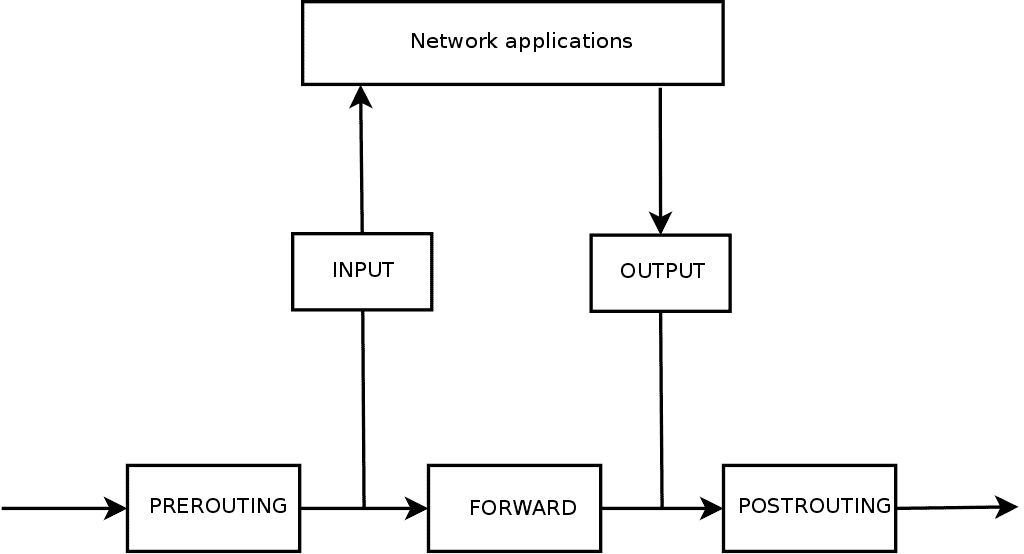 Network applications
INPUT
OUTPUT
PREROUTING
FORWARD
POSTROUTING